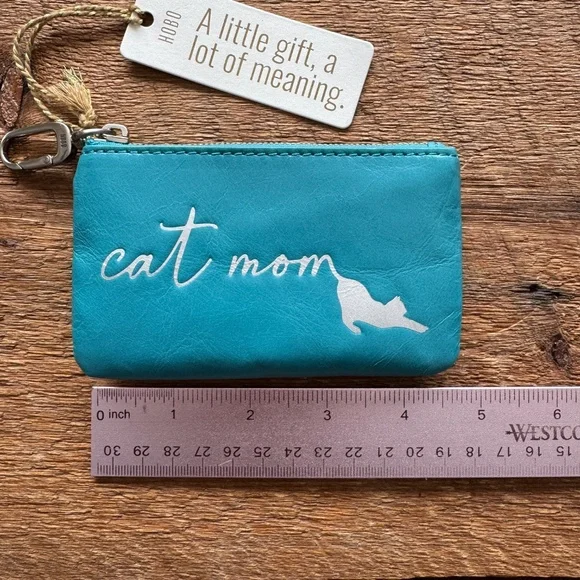 HOBO
A little gift, a
lot of meaning.
cat mom
0 inch 1 2 3 4 5 6
WESTCO
30 29 28 27 26 25 24 23 22 21 20 19 18 17 16 15